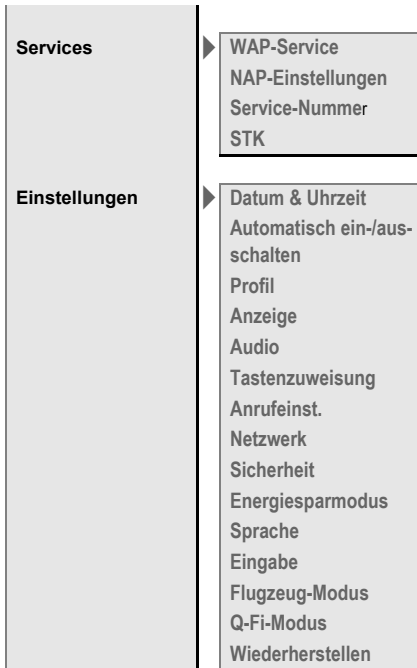 Services
WAP-Service
NAP-Einstellungen
Service-Nummer
STK
Einstellungen
Datum & Uhrzeit
Automatisch ein-/aus-
schalten
Profil
Anzeige
Audio
Tastenzuweisung
Anrufeinst.
Netzwerk
Sicherheit
Energiesparmodus
Sprache
Eingabe
Flugzeug-Modus
Q-Fi-Modus
Wiederherstellen